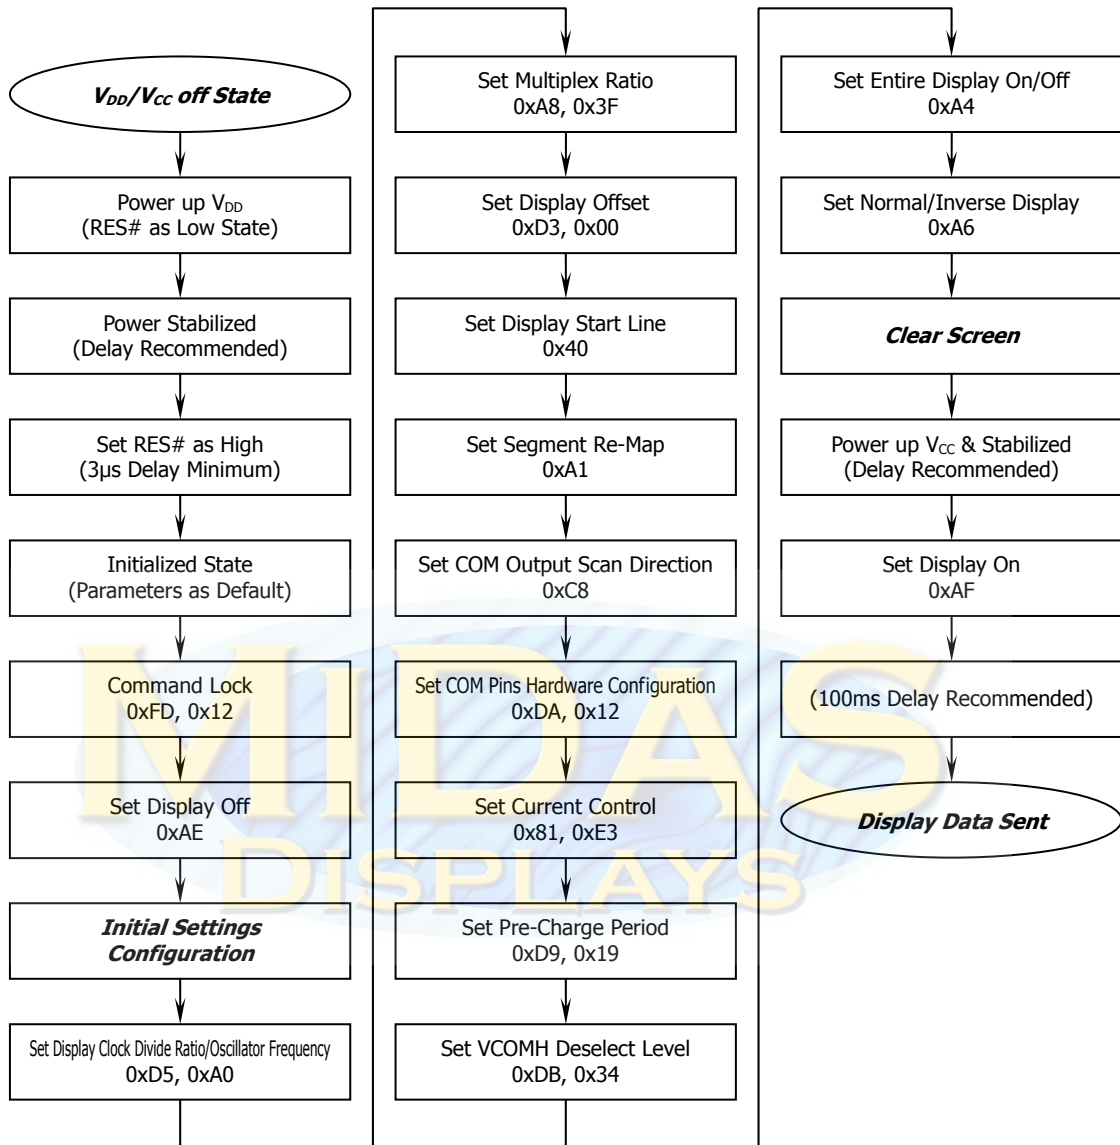 V_DD/V_CC off State
Power up V_DD
(RES# as Low State)
Power Stabilized
(Delay Recommended)
Set RES# as High
(3µs Delay Minimum)
Initialized State
(Parameters as Default)
Command Lock
0xFD, 0x12
Set Display Off
0xAE
Initial Settings
Configuration
Set Display Clock Divide Ratio/Oscillator Frequency
0xD5, 0xA0
Set Multiplex Ratio
0xA8, 0x3F
Set Display Offset
0xD3, 0x00
Set Display Start Line
0x40
Set Segment Re-Map
0xA1
Set COM Output Scan Direction
0xC8
Set COM Pins Hardware Configuration
0xDA, 0x12
Set Current Control
0x81, 0xE3
Set Pre-Charge Period
0xD9, 0x19
Set VCOMH Deselect Level
0xDB, 0x34
Set Entire Display On/Off
0xA4
Set Normal/Inverse Display
0xA6
Clear Screen
Power up V_CC & Stabilized
(Delay Recommended)
Set Display On
0xAF
(100ms Delay Recommended)
Display Data Sent
MIDAS
DISPLAYS